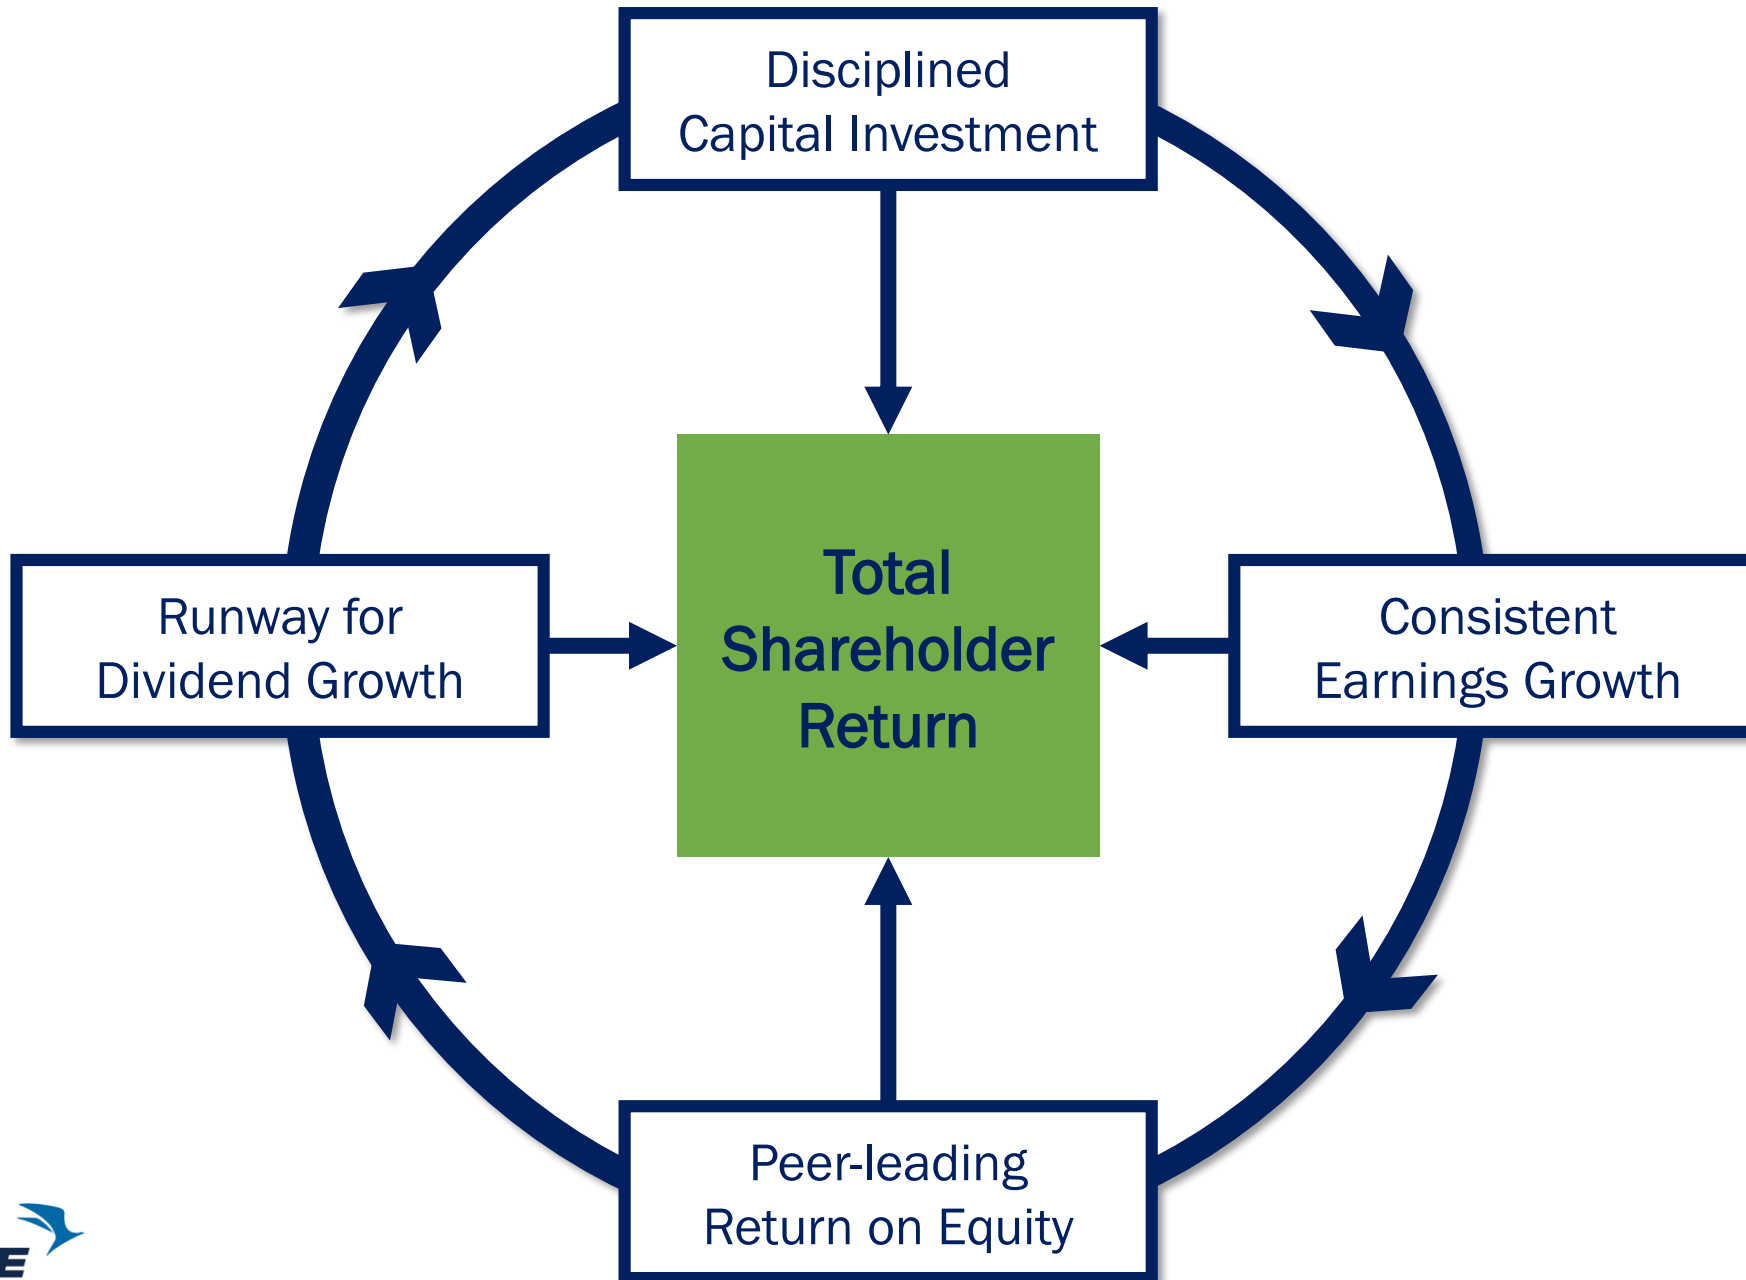 Disciplined
Capital Investment
Total
Shareholder
Return
Runway for
Dividend Growth
Consistent
Earnings Growth
Peer-leading
Return on Equity
E